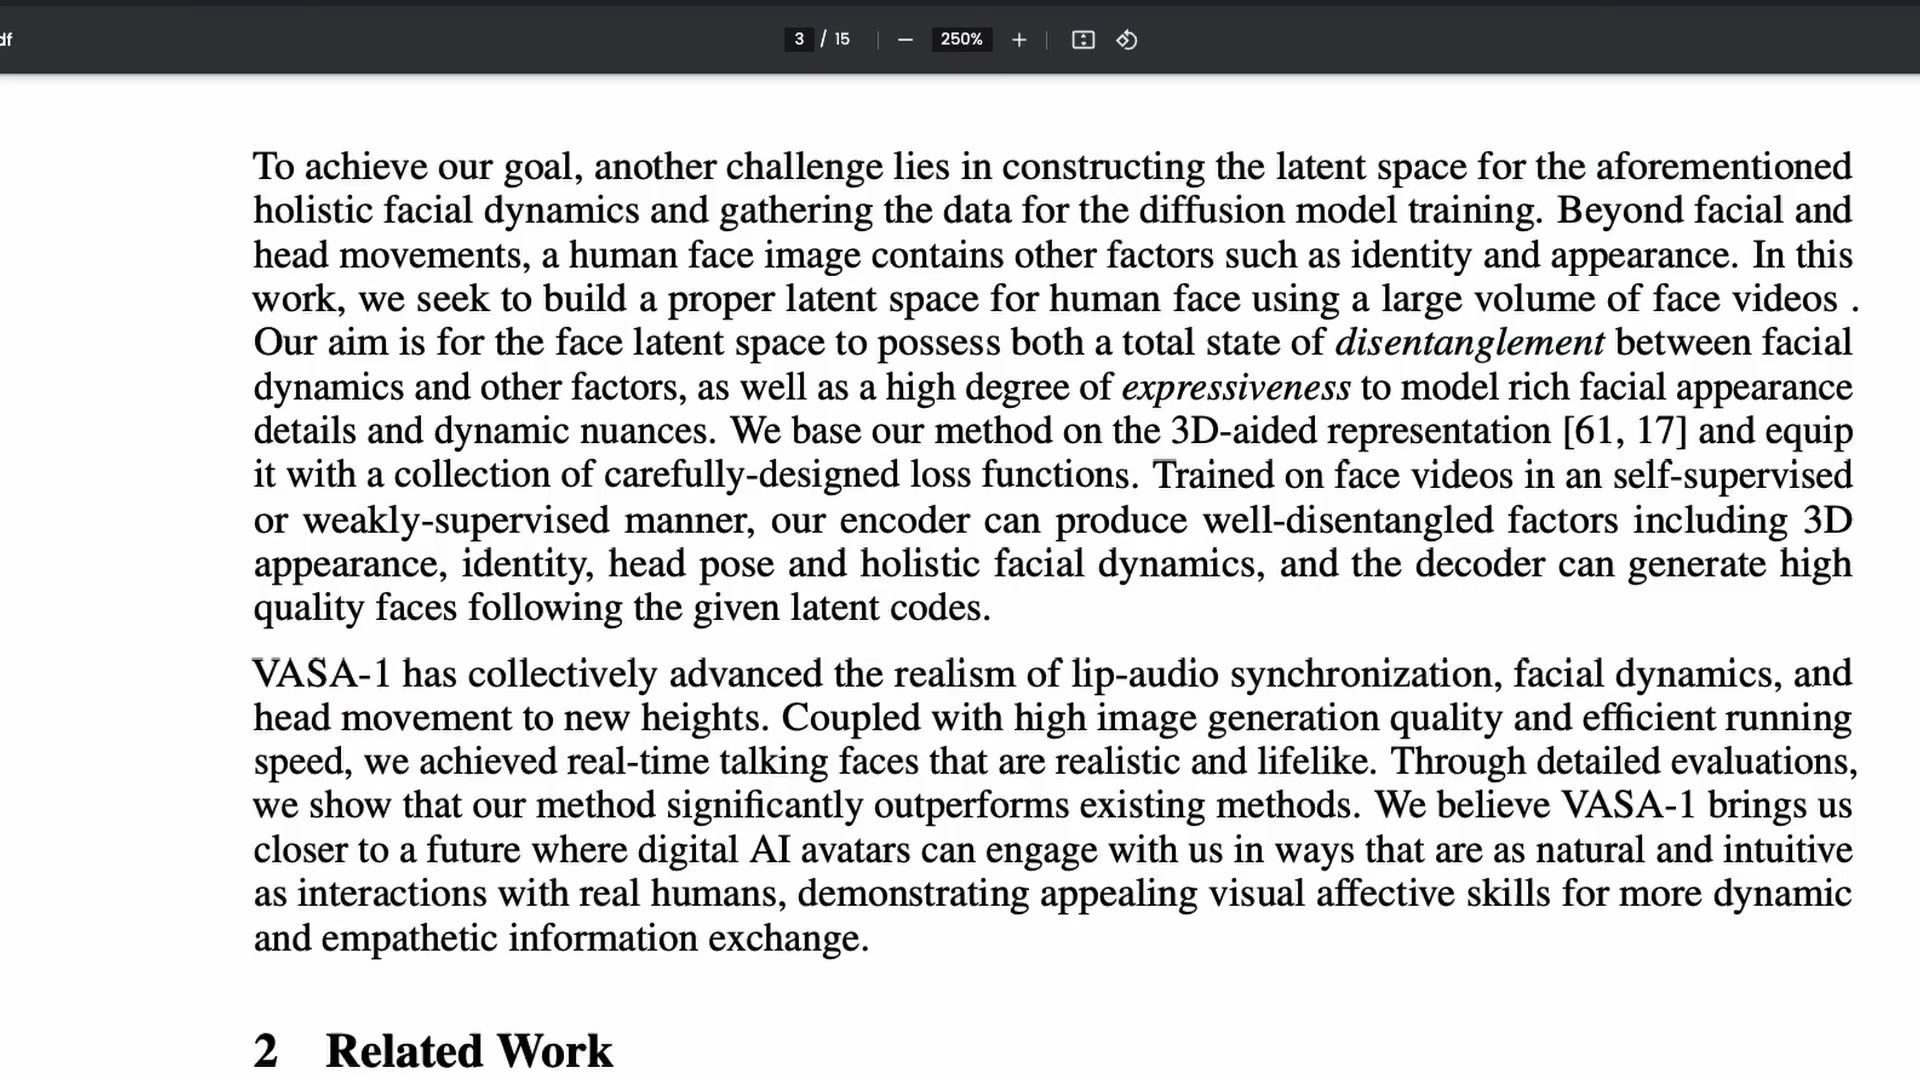 df
3 / 15
250%
To achieve our goal, another challenge lies in constructing the latent space for the aforementioned
holistic facial dynamics and gathering the data for the diffusion model training. Beyond facial and
head movements, a human face image contains other factors such as identity and appearance. In this
work, we seek to build a proper latent space for human face using a large volume of face videos .
Our aim is for the face latent space to possess both a total state of disentanglement between facial
dynamics and other factors, as well as a high degree of expressiveness to model rich facial appearance
details and dynamic nuances. We base our method on the 3D-aided representation [61, 17] and equip
it with a collection of carefully-designed loss functions. Trained on face videos in an self-supervised
or weakly-supervised manner, our encoder can produce well-disentangled factors including 3D
appearance, identity, head pose and holistic facial dynamics, and the decoder can generate high
quality faces following the given latent codes.
VASA-1 has collectively advanced the realism of lip-audio synchronization, facial dynamics, and
head movement to new heights. Coupled with high image generation quality and efficient running
speed, we achieved real-time talking faces that are realistic and lifelike. Through detailed evaluations,
we show that our method significantly outperforms existing methods. We believe VASA-1 brings us
closer to a future where digital AI avatars can engage with us in ways that are as natural and intuitive
as interactions with real humans, demonstrating appealing visual affective skills for more dynamic
and empathetic information exchange.
2 Related Work